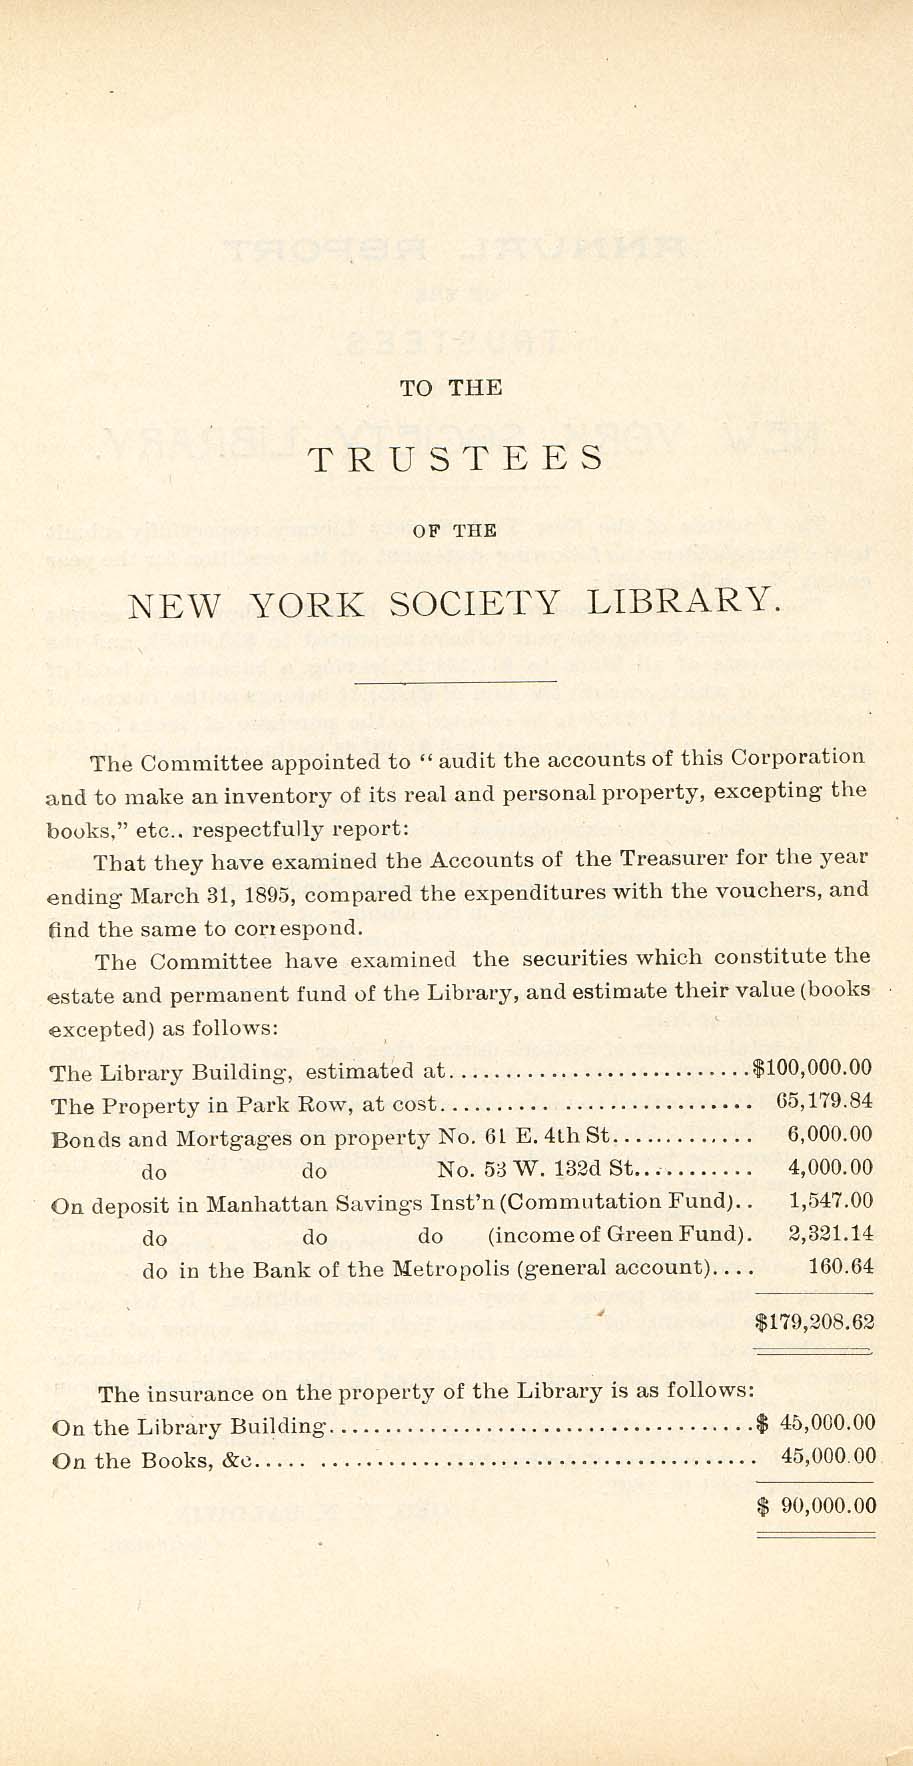 TO THE
TRUSTEES
OF THE
NEW YORK SOCIETY LIBRARY.
The Committee appointed to “ audit the accounts of this Corporation
and to make an inventory of its real and personal property, excepting the
books,” etc.. respectfully report:
That they have examined the Accounts of the Treasurer for the year
ending March 31, 1895, compared the expenditures with the vouchers, and
find the same to correspond.
The Committee have examined the securities which constitute the
estate and permanent fund of the Library, and estimate their value (books
excepted) as follows:
The Library Building, estimated at............................$100,000.00
The Property in Park Row, at cost.......... ................. 65,179.84
Bonds and Mortgages on property No. 61 E. 4th St............. 6,000.00
do do No. 53 W. 132d St........... 4,000.00
On deposit in Manhattan Savings Inst'n (Commutation Fund).. 1,547.00
do do do (income of Green Fund). 2,321.14
do in the Bank of the Metropolis (general account).... 160.64
$179,208.62
The insurance on the property of the Library is as follows:
On the Library Building.......................................$ 45,000.00
On the Books, &c..... ........................................ 45,000.00
$ 90,000.00